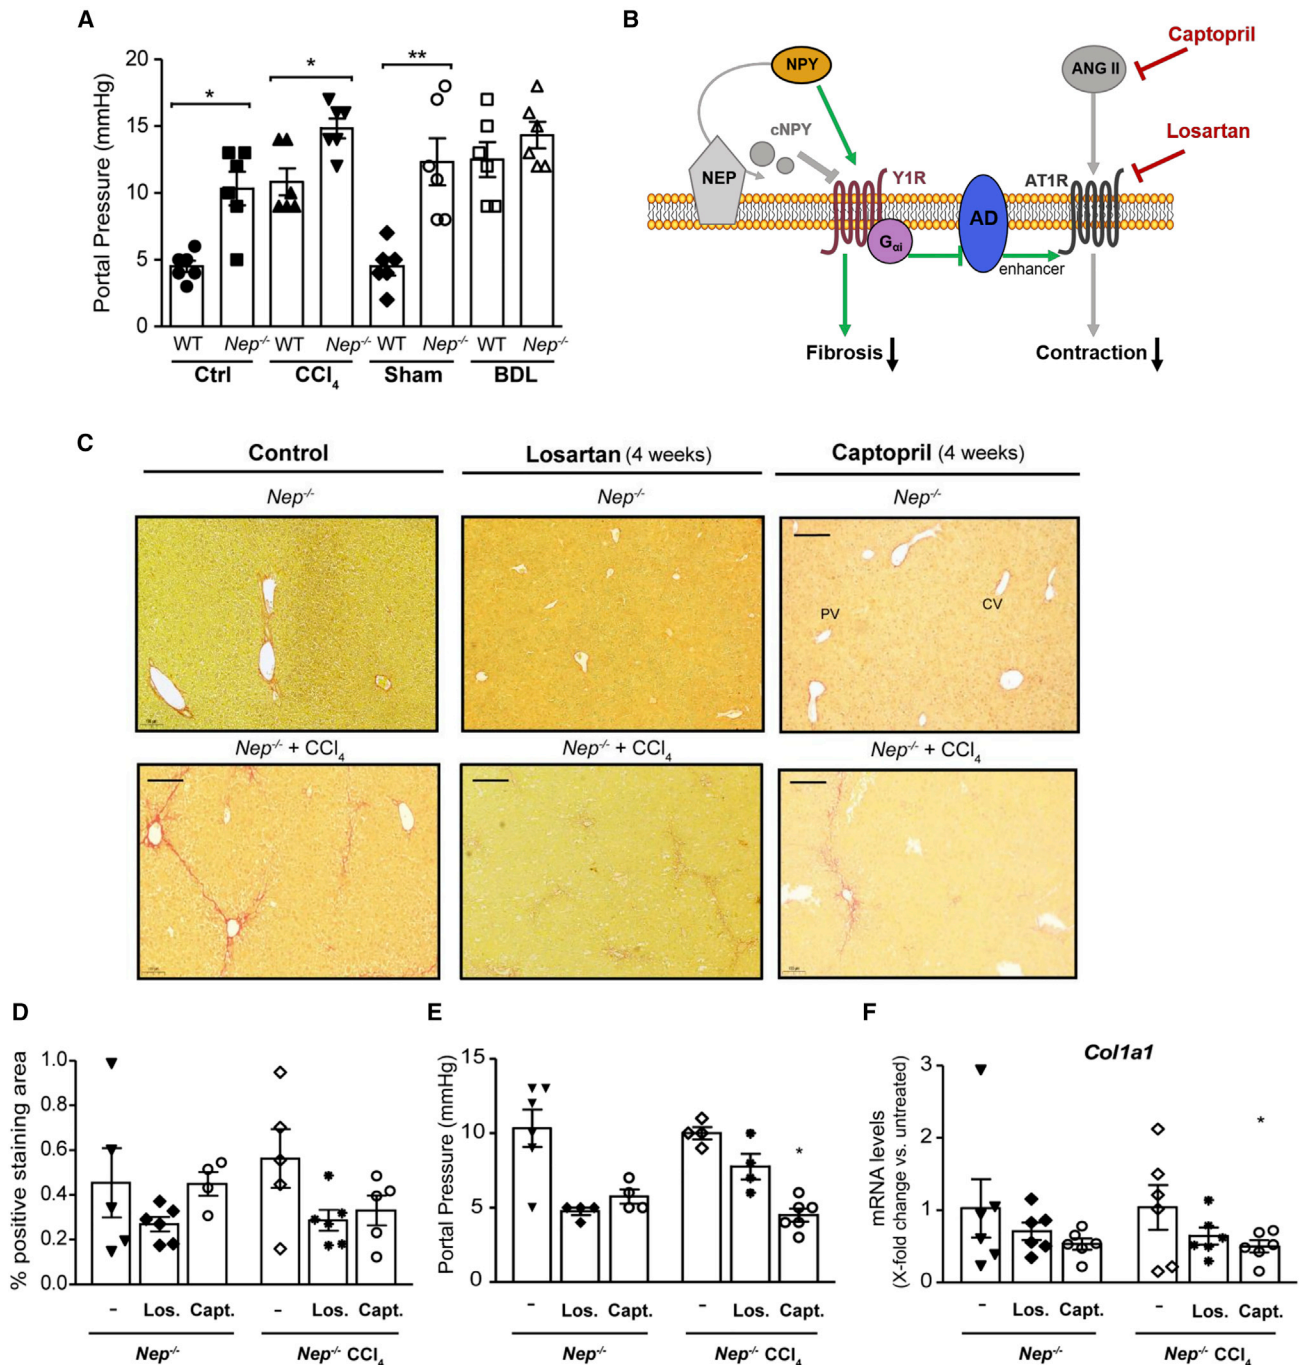 A
Portal Pressure (mmHg)
20
15
10
5
0
*
*
**
WT
Nep-/-
WT
Nep-/-
WT
Nep-/-
WT
Nep-/-
Ctrl
CCl4
Sham
BDL
B
NPY
cNPY
NEP
Y1R
Gαi
AD
enhancer
AT1R
ANG II
Captopril
Losartan
Fibrosis
Contraction
C
Control
Losartan (4 weeks)
Captopril (4 weeks)
Nep-/-
Nep-/-
Nep-/-
PV
CV
Nep-/- + CCl4
Nep-/- + CCl4
Nep-/- + CCl4
D
% positive staining area
1.0
0.8
0.6
0.4
0.2
0.0
-
Los.
Capt.
-
Los.
Capt.
Nep-/-
Nep-/- CCl4
E
Portal Pressure (mmHg)
15
10
5
0
*
-
Los.
Capt.
-
Los.
Capt.
Nep-/-
Nep-/- CCl4
F
Col1a1
mRNA levels
(X-fold change vs. untreated)
3
2
1
0
*
-
Los.
Capt.
-
Los.
Capt.
Nep-/-
Nep-/- CCl4